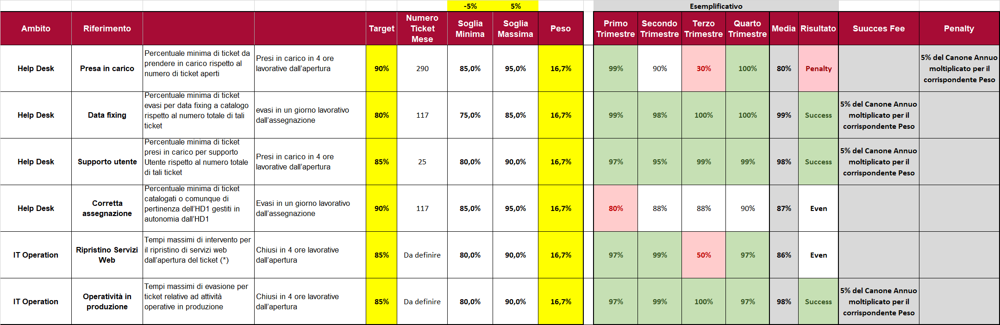 -5% 5% Esemplificativo
Ambito
Riferimento
Target
Numero
Ticket
Mese
Soglia
Minima
Soglia
Massima
Peso
Primo
Trimestre
Secondo
Trimestre
Terzo
Trimestre
Quarto
Trimestre
Media
Risultato
Suucces Fee
Penalty
Help Desk
Presa in carico
Percentuale minima di ticket da
prendere in carico rispetto al
numero di ticket aperti
Presi in carico in 4 ore
lavorative dall’apertura
90%
290
85,0%
95,0%
16,7%
99%
90%
30%
100%
80%
Penalty
5% del Canone Annuo
moltiplicato per il
corrispondente Peso
Help Desk
Data fixing
Percentuale minima di ticket
evasi per data fixing a catalogo
rispetto al numero totale di tali
ticket
evasi in un giorno lavorativo
dall’assegnazione
80%
117
75,0%
85,0%
16,7%
99%
98%
100%
100%
99%
Success
5% del Canone Annuo
moltiplicato per il
corrispondente Peso
Help Desk
Supporto utente
Percentuale minima di ticket
presi in carico per supporto
Utente rispetto al numero totale
di tali ticket
Presi in carico in 4 ore
lavorative dall’apertura
85%
25
80,0%
90,0%
16,7%
97%
95%
99%
99%
98%
Success
5% del Canone Annuo
moltiplicato per il
corrispondente Peso
Help Desk
Corretta
assegnazione
Percentuale minima di ticket
catalogati o comunque di
pertinenza dell’HD1 gestiti in
autonomia dall’HD1
Evasi in un giorno lavorativo
dall’assegnazione
90%
117
85,0%
95,0%
16,7%
80%
88%
88%
90%
87%
Even
IT Operation
Ripristino Servizi
Web
Tempi massimi di intervento per
il ripristino di servizi web
dall’apertura del ticket (*)
Chiusi in 4 ore lavorative
dall’apertura
85%
Da definire
80,0%
90,0%
16,7%
97%
99%
50%
97%
86%
Even
IT Operation
Operatività in
produzione
Tempi massimi di evasione per
ticket relative ad attività
operative in produzione
Chiusi in 4 ore lavorative
dall’apertura
85%
Da definire
80,0%
90,0%
16,7%
97%
99%
100%
97%
98%
Success
5% del Canone Annuo
moltiplicato per il
corrispondente Peso